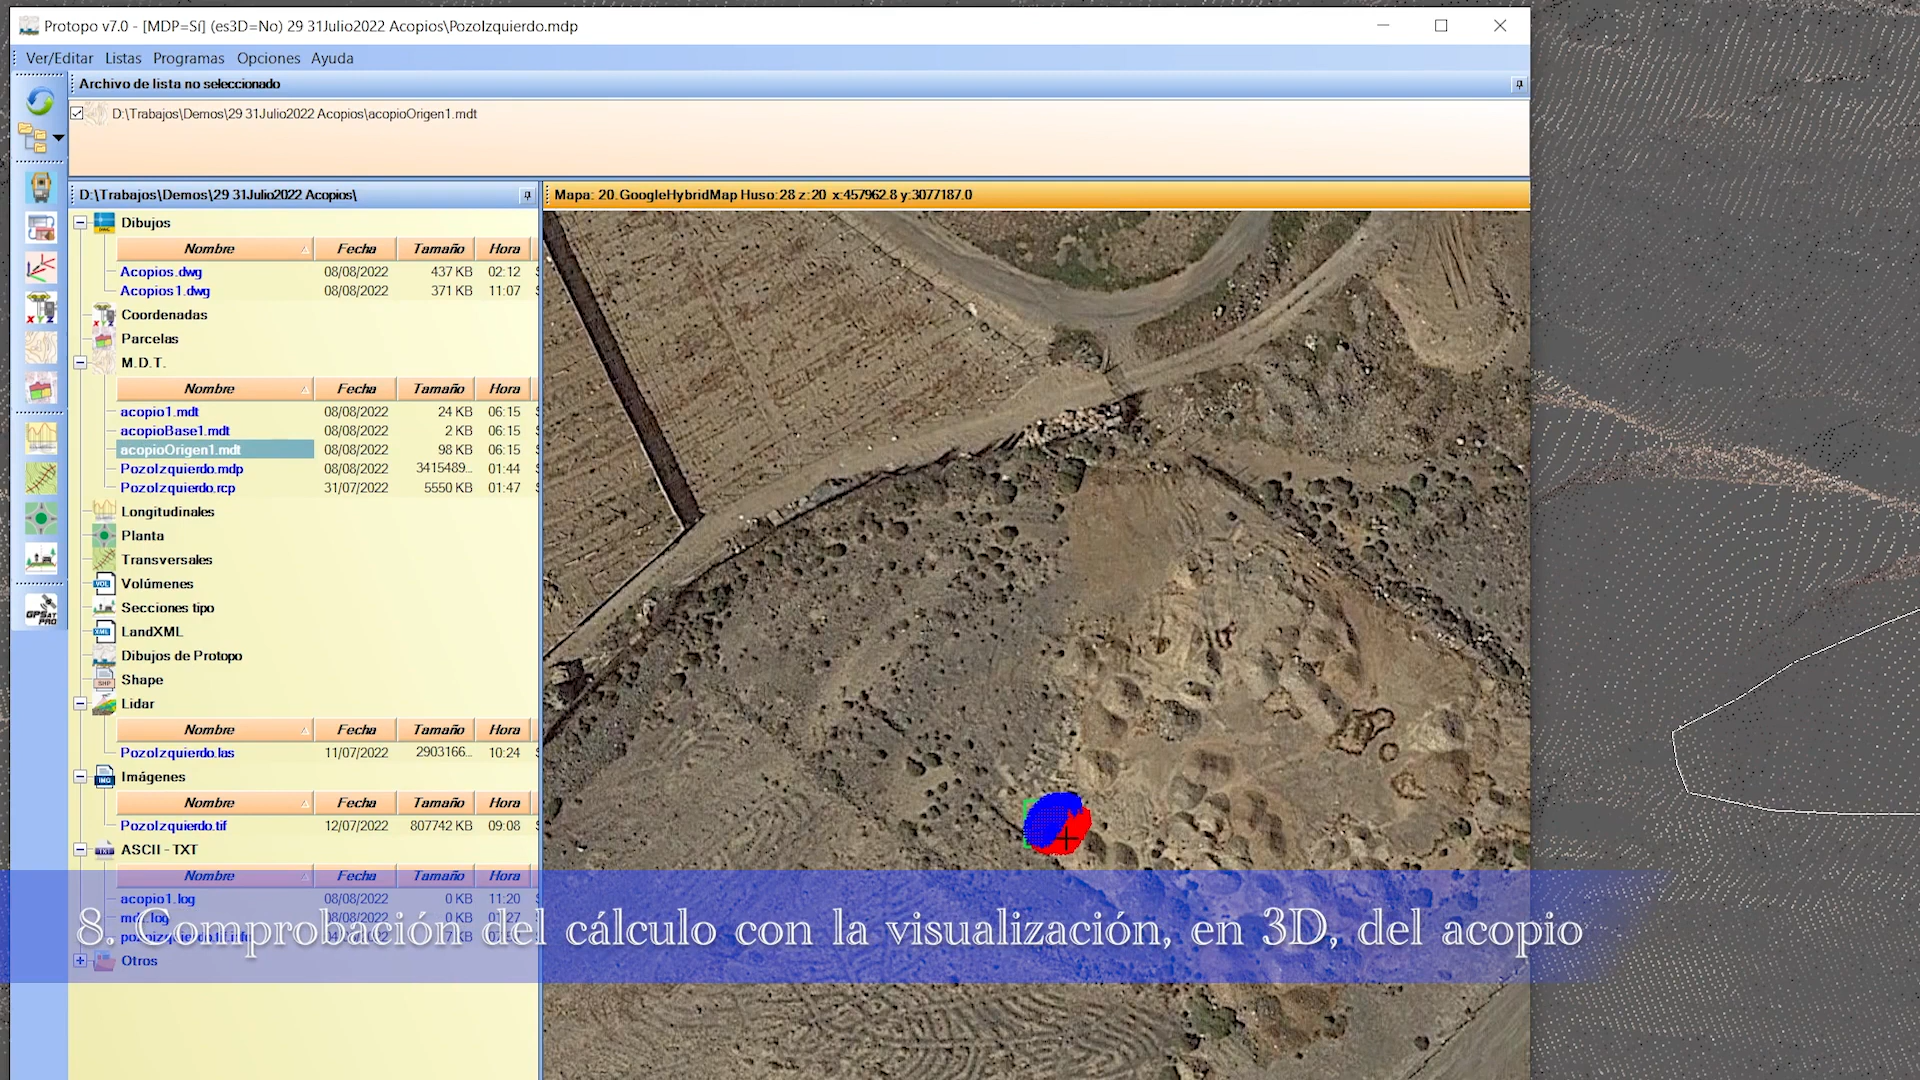 Protopo v7.0 - [MDP=Sí] (es3D=No) 29 31Julio2022 Acopios\PozoIzquierdo.mdp
Ver/Editar Listas Programas Opciones Ayuda
Archivo de lista no seleccionado
D:\Trabajos\Demos\29 31Julio2022 Acopios\acopioOrigen1.mdt
D:\Trabajos\Demos\29 31Julio2022 Acopios\
Mapa: 20.GoogleHybridMap Huso:28 z:20 x:457962.8 y:3077187.0
Dibujos
Nombre Fecha Tamaño Hora
Acopios.dwg 08/08/2022 437 KB 02:12
Acopios1.dwg 08/08/2022 371 KB 11:07
Coordenadas
Parcelas
M.D.T.
Nombre Fecha Tamaño Hora
acopio1.mdt 08/08/2022 24 KB 06:15
acopioBase1.mdt 08/08/2022 2 KB 06:15
acopioOrigen1.mdt 08/08/2022 98 KB 06:15
PozoIzquierdo.mdp 08/08/2022 3415489... 01:44
PozoIzquierdo.rcp 31/07/2022 5550 KB 01:47
Longitudinales
Planta
Transversales
Volúmenes
Secciones tipo
LandXML
Dibujos de Protopo
Shape
Lidar
Nombre Fecha Tamaño Hora
PozoIzquierdo.las 11/07/2022 2903166... 10:24
Imágenes
Nombre Fecha Tamaño Hora
PozoIzquierdo.tif 12/07/2022 807742 KB 09:08
ASCII - TXT
Nombre Fecha Tamaño Hora
acopio1.log 08/08/2022 0 KB 11:20
8. Comprobación del cálculo con la visualización, en 3D, del acopio
Otros